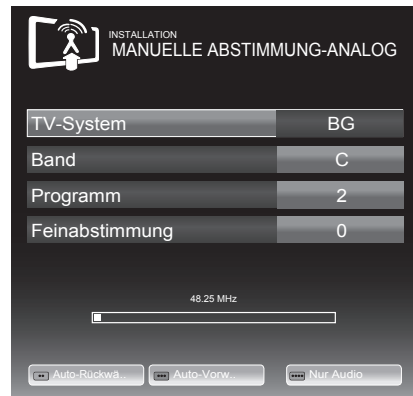 INSTALLATION
MANUELLE ABSTIMMUNG-ANALOG
TV-System BG
Band C
Programm 2
Feinabstimmung 0
48.25 MHz
Auto-Rückwä.. Auto-Vorw.. Nur Audio